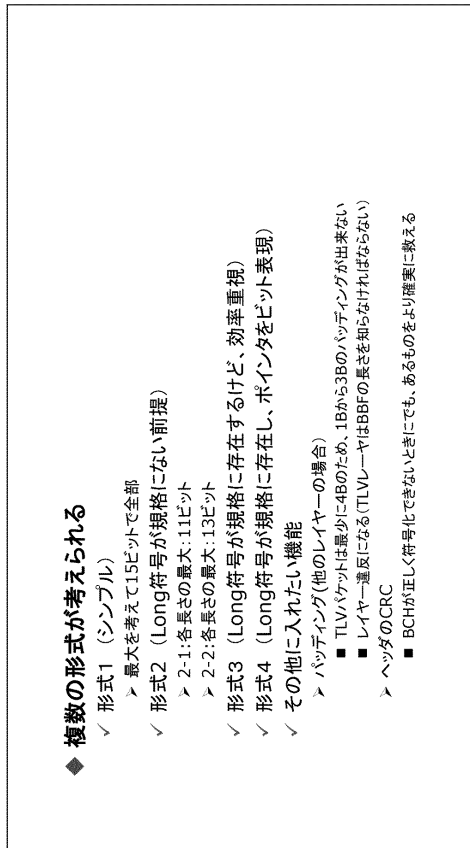 ◆ 複数の形式が考えられる
✓ 形式1 (シンプル)
➢ 最大を考えて15ビットで全部
✓ 形式2 (Long符号が規格にない前提)
➢ 2-1:各長さの最大:11ビット
➢ 2-2:各長さの最大:13ビット
✓ 形式3 (Long符号が規格に存在するけど、効率重視)
✓ 形式4 (Long符号が規格に存在し、ポインタをビット表現)
✓ その他に入れたい機能
➢ パッディング(他のレイヤーの場合)
■ TLVパケットは最少に4Bのため、1Bから3Bのパッディングが出来ない
■ レイヤー違反になる(TLVレーヤはBBFの長さを知らなければならない)
➢ ヘッダのCRC
■ BCHが正しく符号化できないときにでも、あるものをより確実に救える